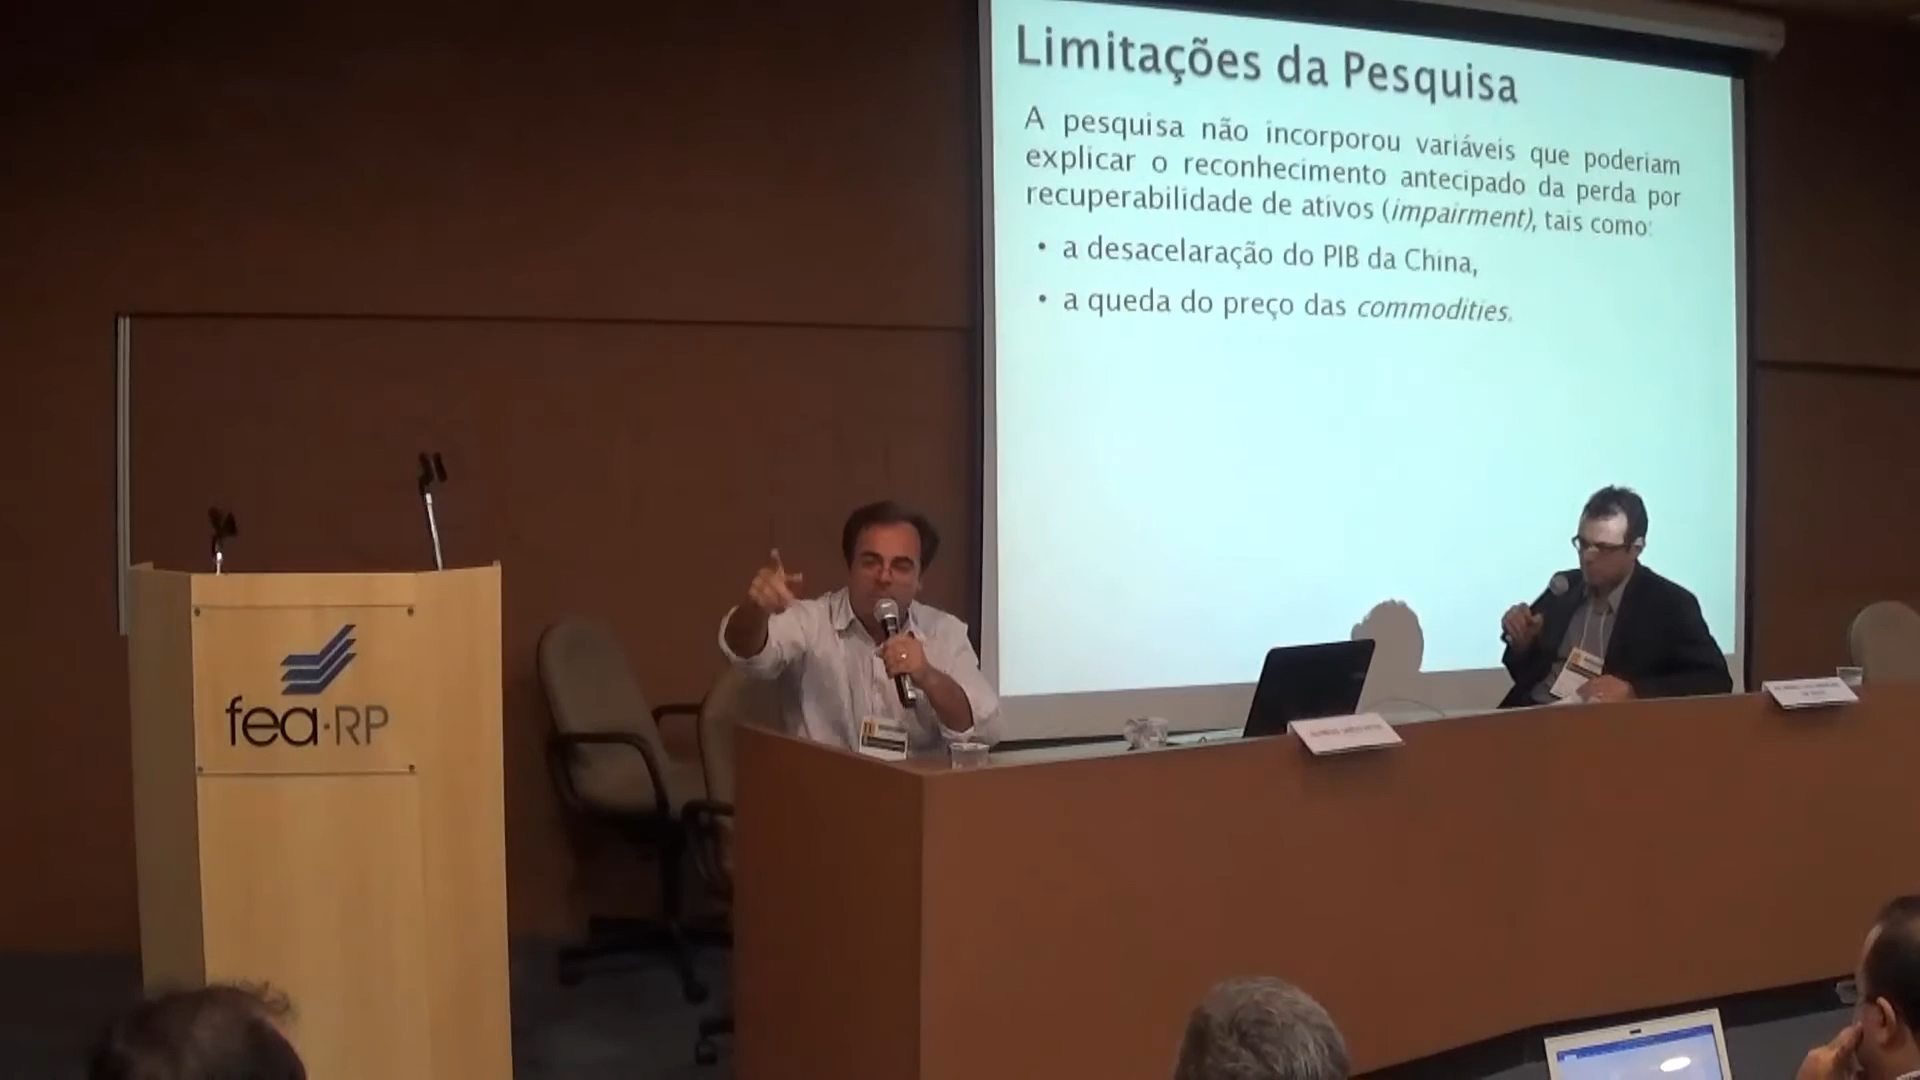 Limitações da Pesquisa
A pesquisa não incorporou variáveis que poderiam
explicar o reconhecimento antecipado da perda por
recuperabilidade de ativos (impairment), tais como:
• a desacelaração do PIB da China,
• a queda do preço das commodities.
fea-RP